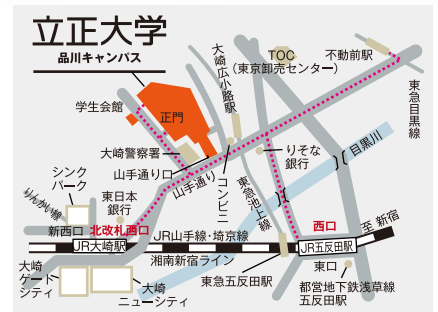 立正大学
品川キャンパス
学生会館
正門
大崎広小路駅
TOC
(東京卸売センター)
不動前駅
東急目黒線
大崎警察署
山手通り口
山手通り
コンビニ
りそな
銀行
目黒川
シンク
パーク
りんかい線
東日本
銀行
東急池上線
新西口
北改札西口
西口
至 新宿
JR大崎駅
JR山手線・埼京線
JR五反田駅
湘南新宿ライン
大崎
ゲート
シティ
大崎
ニューシティ
東急五反田駅
東口
都営地下鉄浅草線
五反田駅